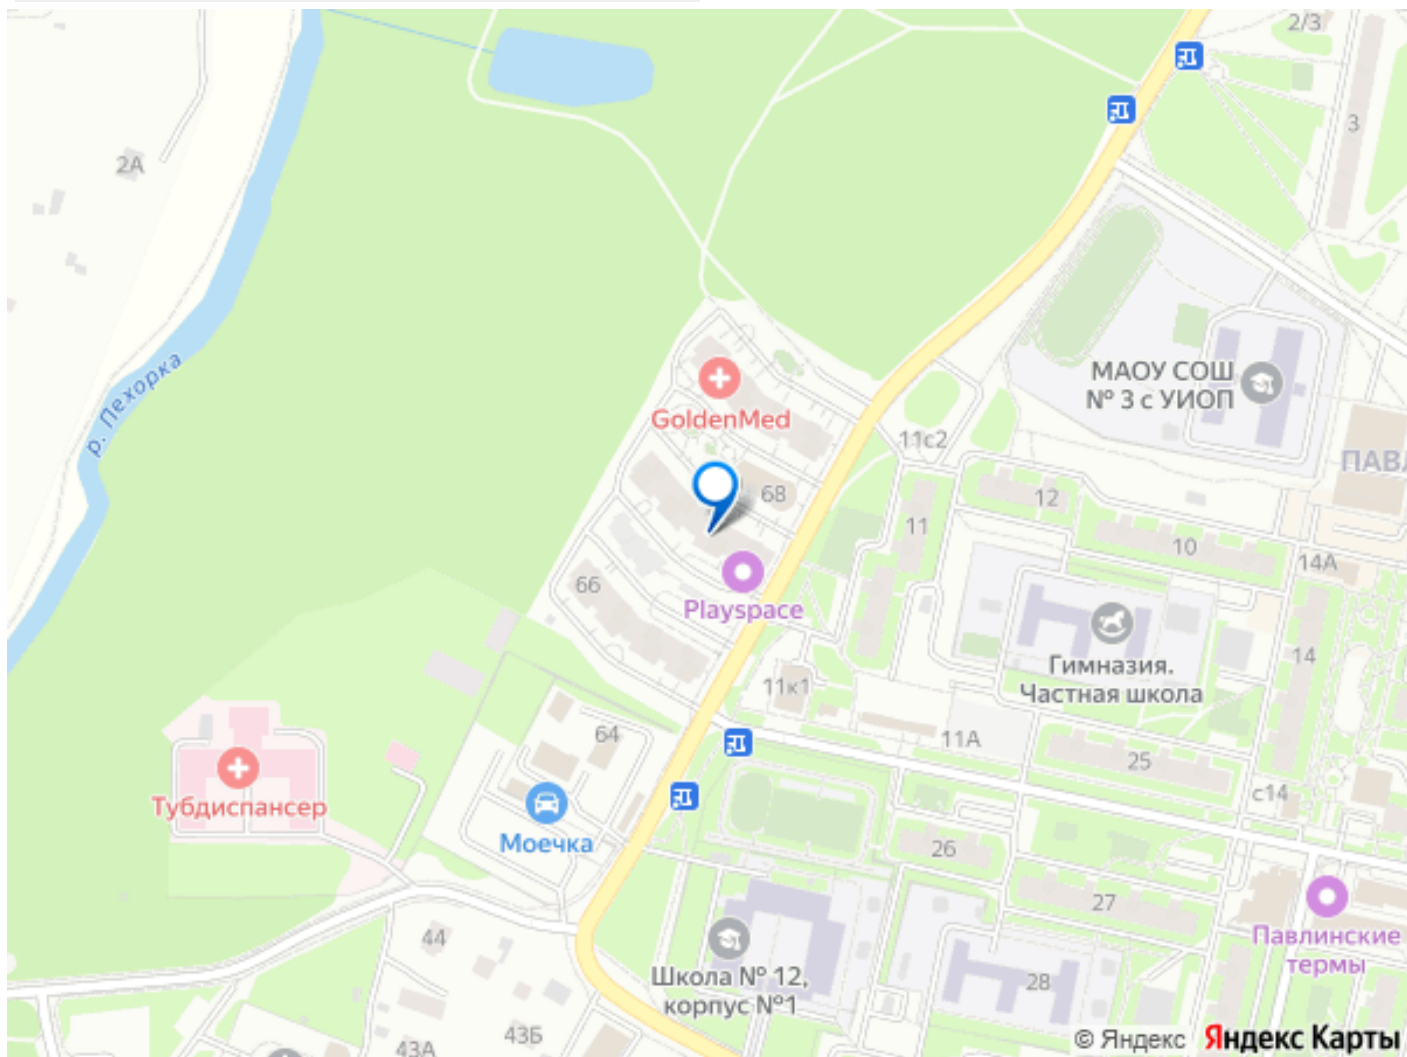 2/3
3
2А
р. Пехорка
МАОУ СОШ
№ 3 с УИОП
GoldenMed
11с2
ПАВЛ
68
12
11
10
14А
66
Playspace
Гимназия.
Частная школа
14
11к1
64
11А
25
с14
Тубдиспансер
Моечка
26
27
44
Павлинские
термы
Школа № 12,
корпус №1
28
43Б
43А
© Яндекс Яндекс Карты